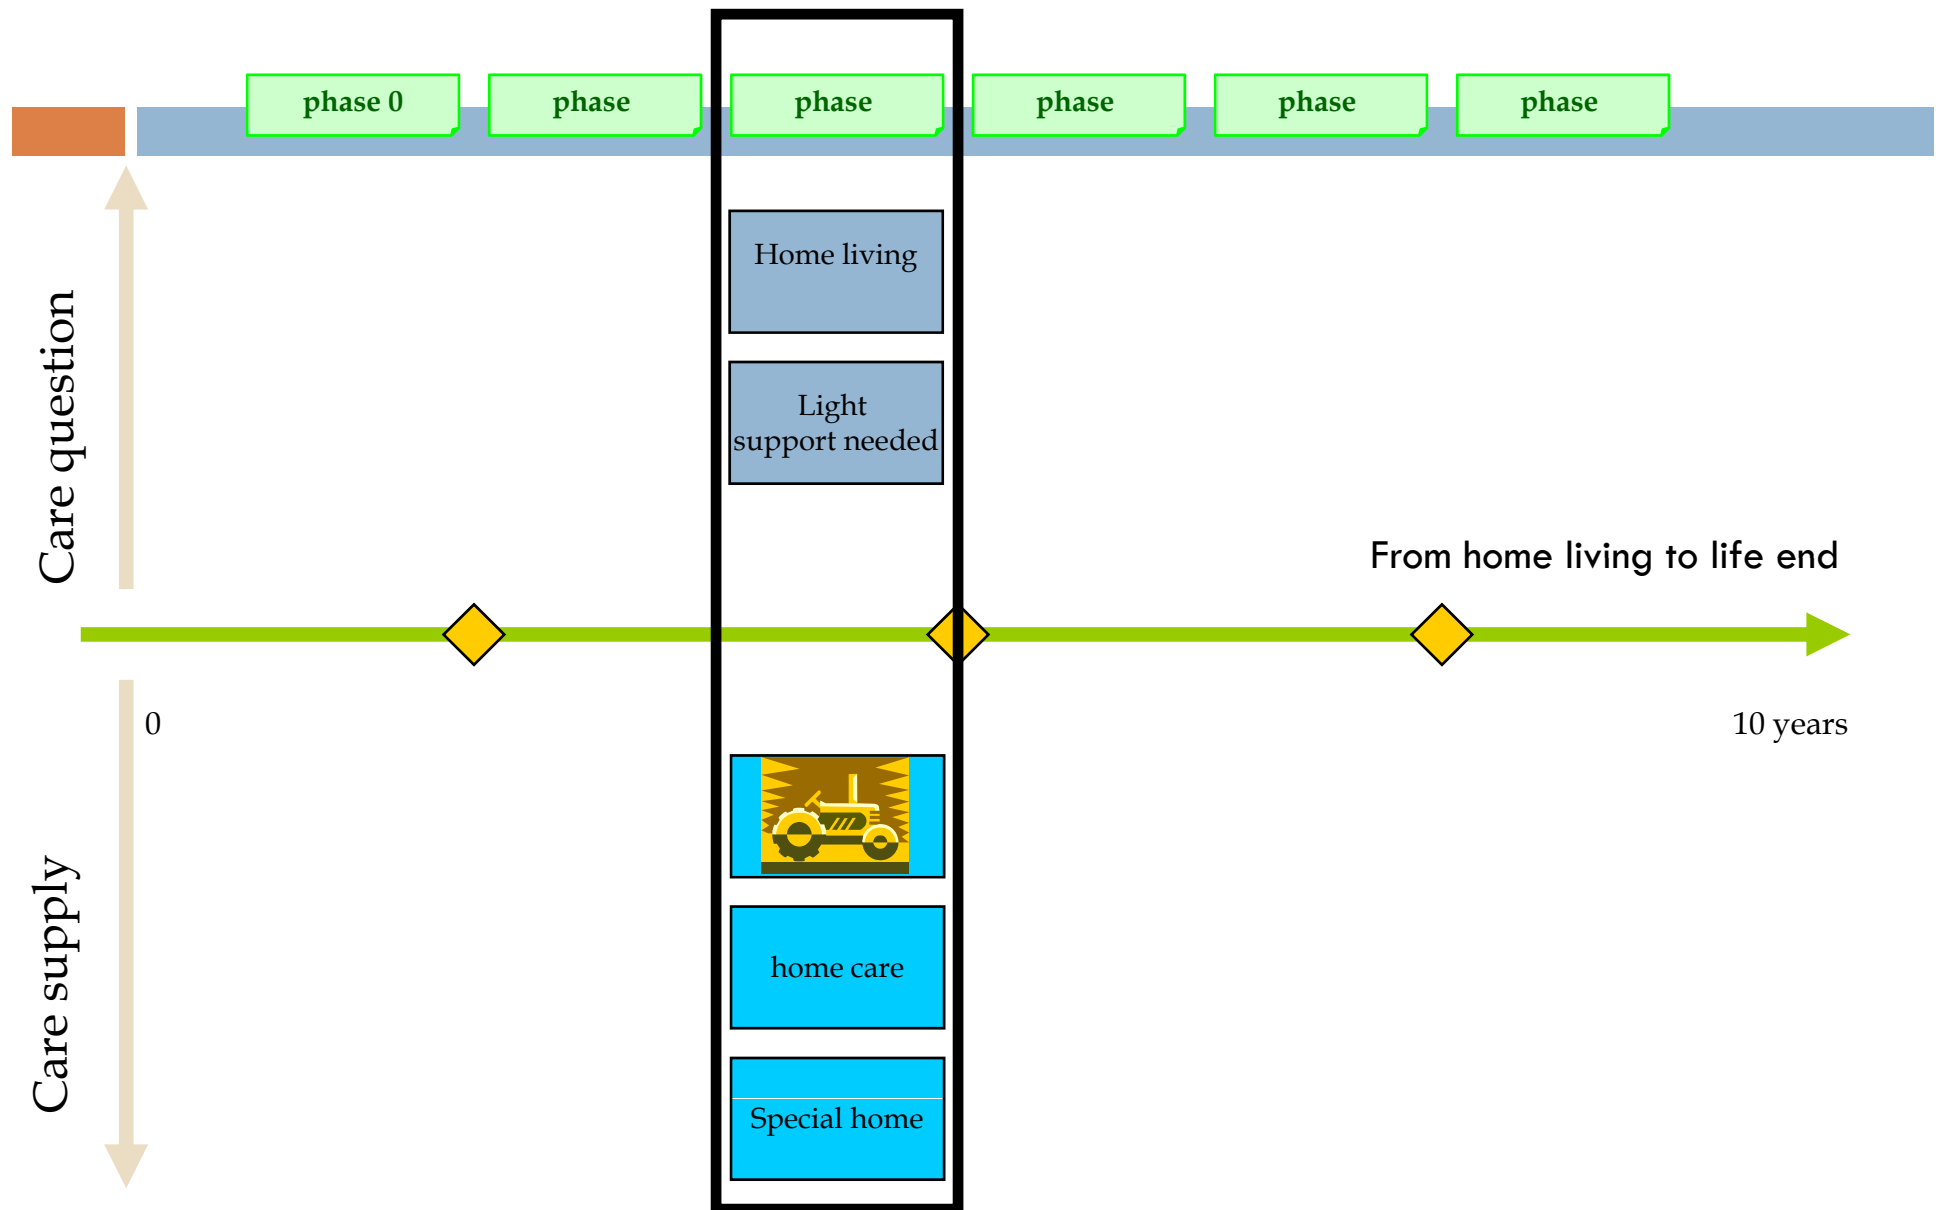 phase 0
phase
phase
phase
phase
phase
Care question
Home living
Light
support needed
From home living to life end
0
10 years
Care supply
home care
Special home